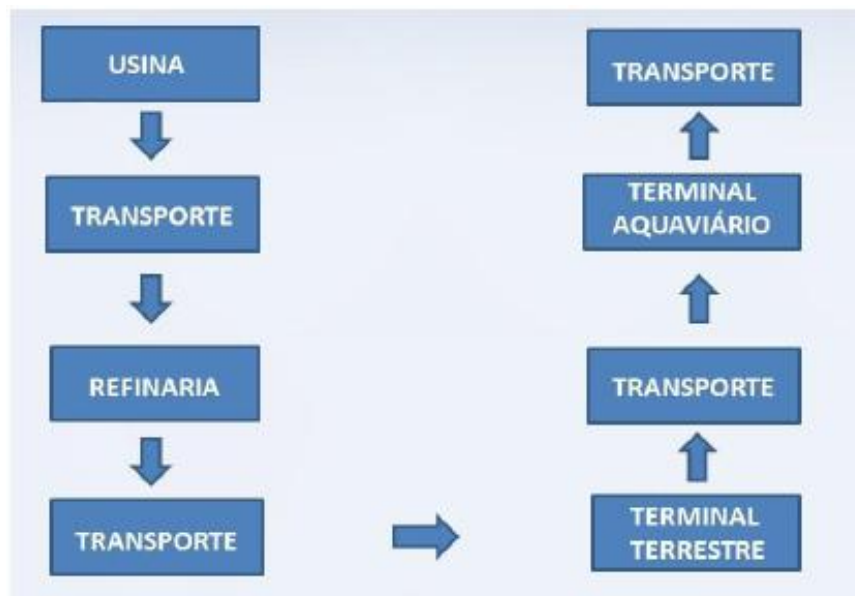 USINA
TRANSPORTE
REFINARIA
TRANSPORTE
TERMINAL
TERRESTRE
TRANSPORTE
TERMINAL
AQUAVIÁRIO
TRANSPORTE